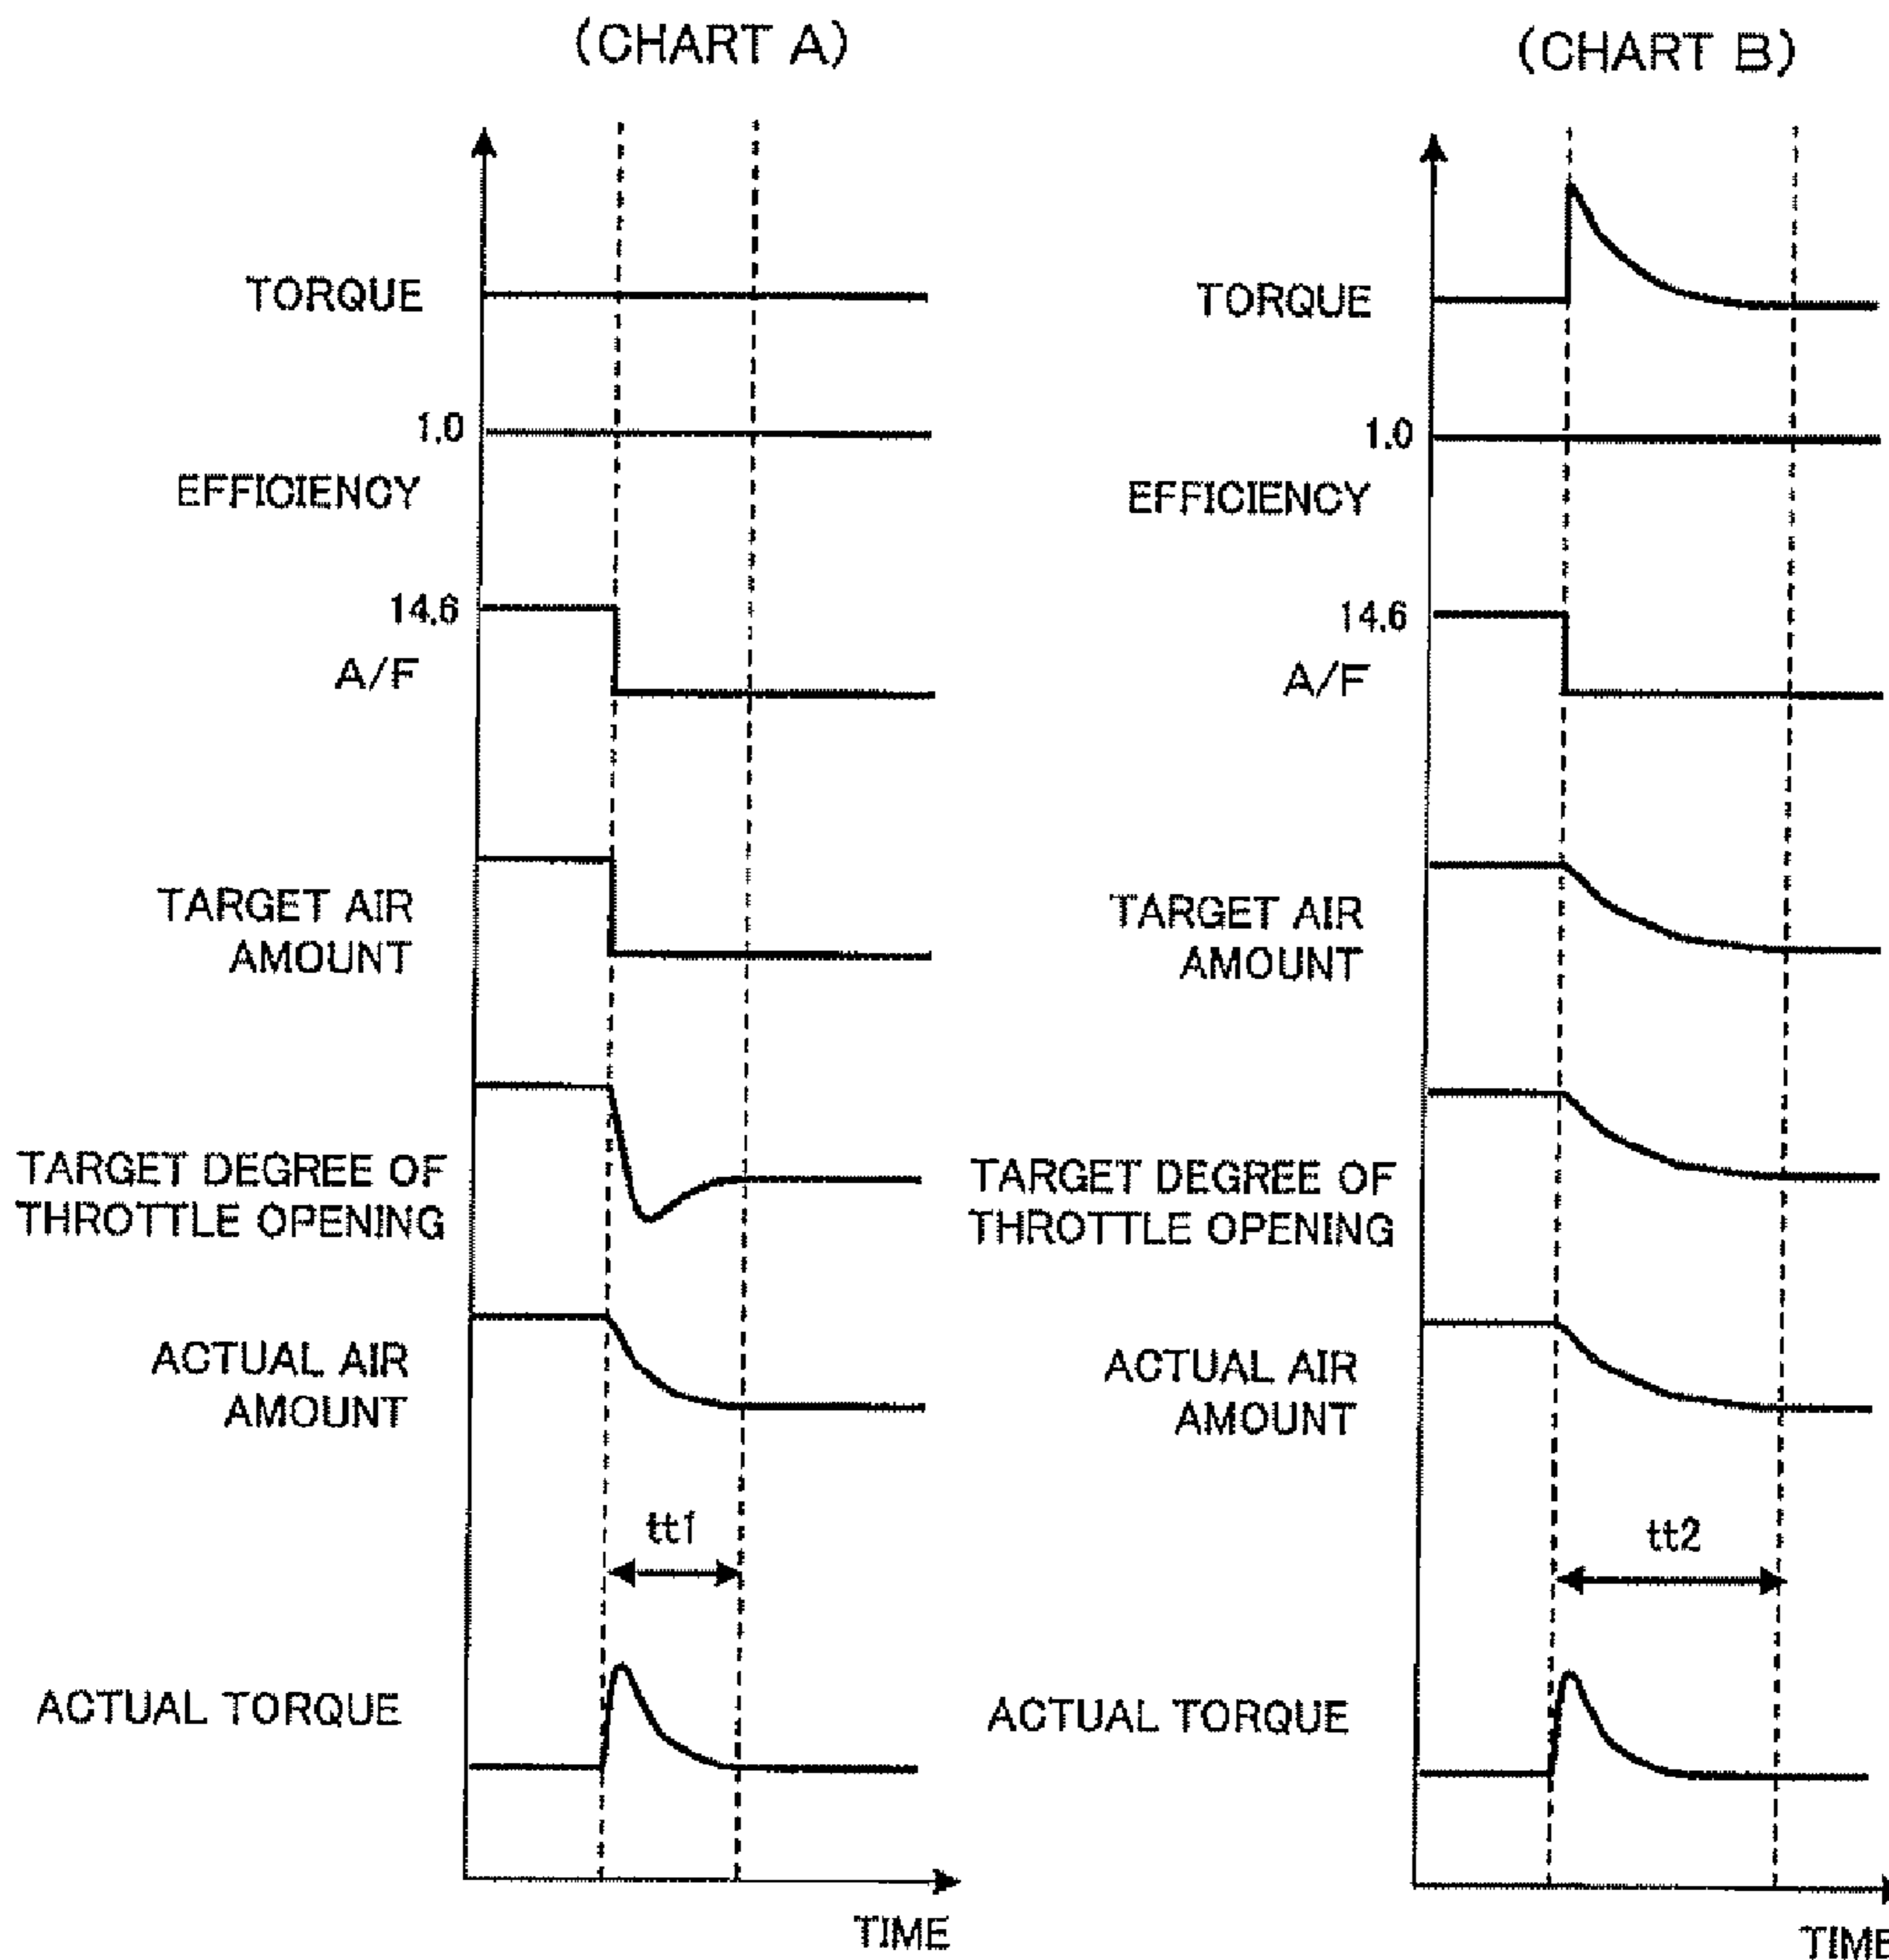 (CHART A)
TORQUE
1.0
EFFICIENCY
14.6
A/F
TARGET AIR
AMOUNT
TARGET DEGREE OF
THROTTLE OPENING
ACTUAL AIR
AMOUNT
tt1
ACTUAL TORQUE
TIME
(CHART B)
TORQUE
1.0
EFFICIENCY
14.6
A/F
TARGET AIR
AMOUNT
TARGET DEGREE OF
THROTTLE OPENING
ACTUAL AIR
AMOUNT
tt2
ACTUAL TORQUE
TIME